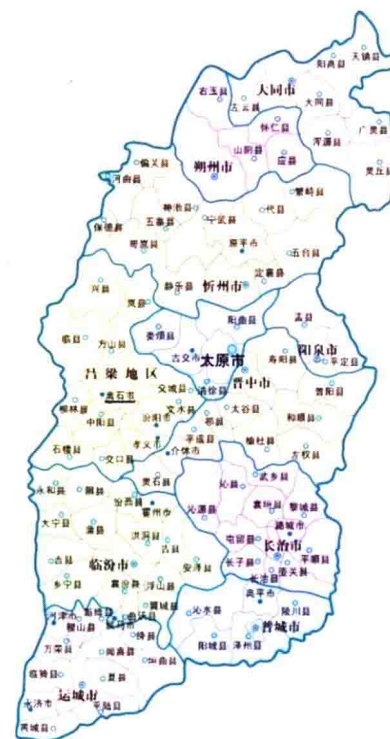 天镇县
阳高县
大同市
右玉县
左云县
大同县
怀仁县
广灵县
浑源县
山阴县
应县
灵丘县
朔州市
偏关县
河曲县
繁峙县
神池县
宁武县
代县
五寨县
保德县
岢岚县
原平市
五台县
定襄县
静乐县
忻州市
兴县
岚县
阳曲县
盂县
娄烦县
临县
方山县
古交市
太原市
寿阳县
阳泉市
平定县
吕梁地区
晋中市
清徐县
交城县
昔阳县
离石市
柳林县
文水县
太谷县
和顺县
中阳县
汾阳市
祁县
孝义市
平遥县
榆社县
石楼县
介休市
左权县
交口县
灵石县
武乡县
沁县
永和县
隰县
汾西县
霍州市
沁源县
襄垣县
黎城县
大宁县
蒲县
洪洞县
潞城市
屯留县
长治市
平顺县
吉县
古县
临汾市
安泽县
长子县
壶关县
长治县
乡宁县
襄汾县
浮山县
高平市
翼城县
沁水县
陵川县
河津市
稷山县
新绛县
侯马市
曲沃县
绛县
阳城县
泽州县
晋城市
万荣县
闻喜县
垣曲县
临猗县
夏县
运城市
永济市
平陆县
芮城县